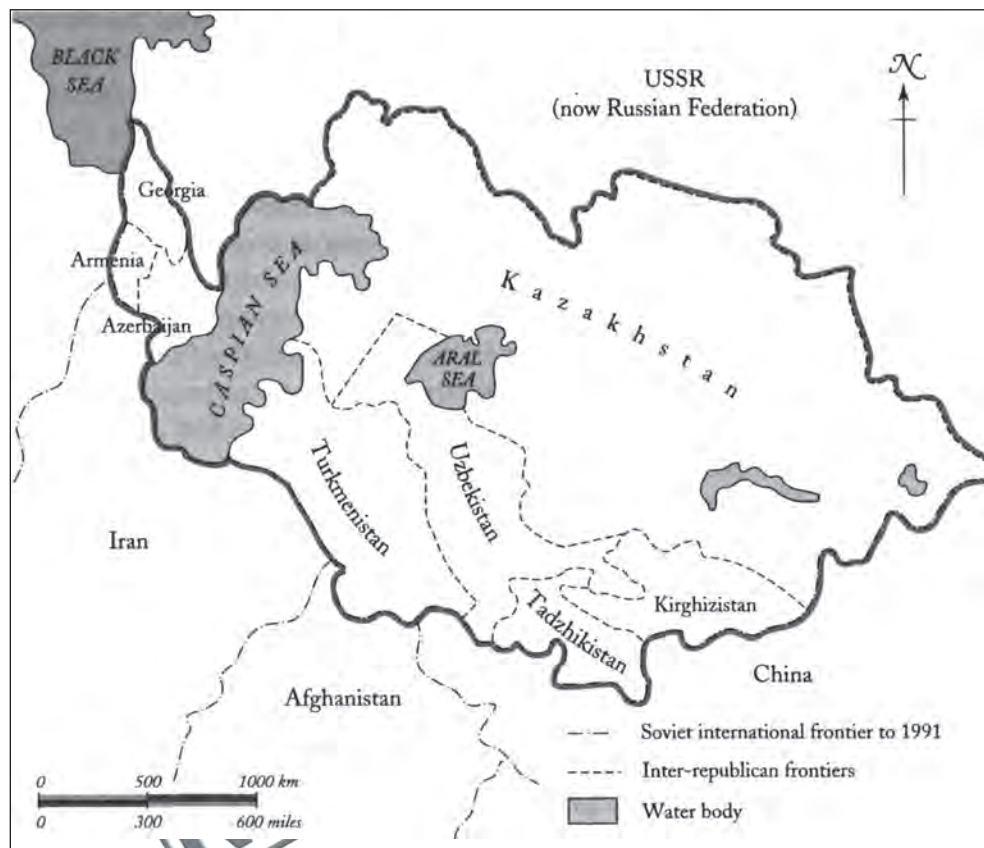 BLACK
SEA
USSR
(now Russian Federation)
N
Georgia
Armenia
Azerbaijan
CASPIAN SEA
Kazakhstan
ARAL
SEA
Turkmenistan
Uzbekistan
Iran
Tadzhikistan
Kirghizistan
China
Afghanistan
Soviet international frontier to 1991
Inter-republican frontiers
Water body
0 500 1000 km
0 300 600 miles